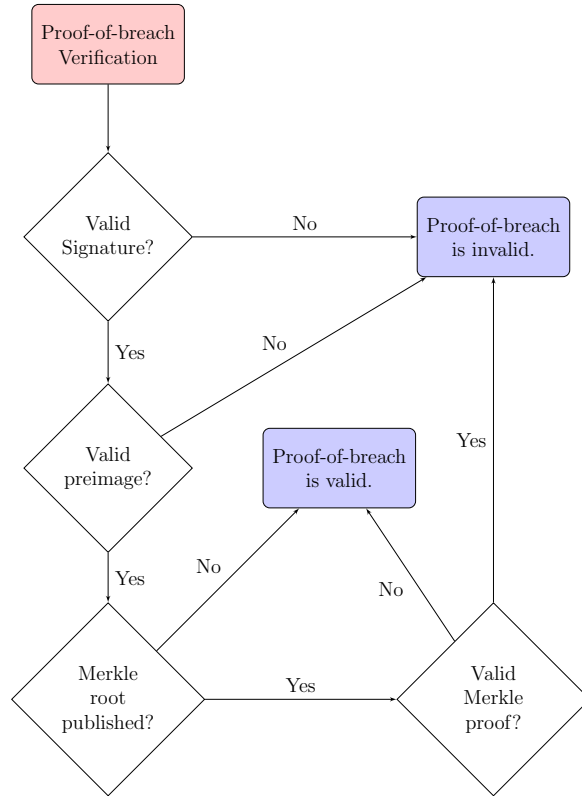 Proof-of-breach
Verification
Valid
Signature?
No
Proof-of-breach
is invalid.
Yes
No
Valid
preimage?
Proof-of-breach
is valid.
Yes
Yes
No
No
Merkle
root
published?
Yes
Valid
Merkle
proof?